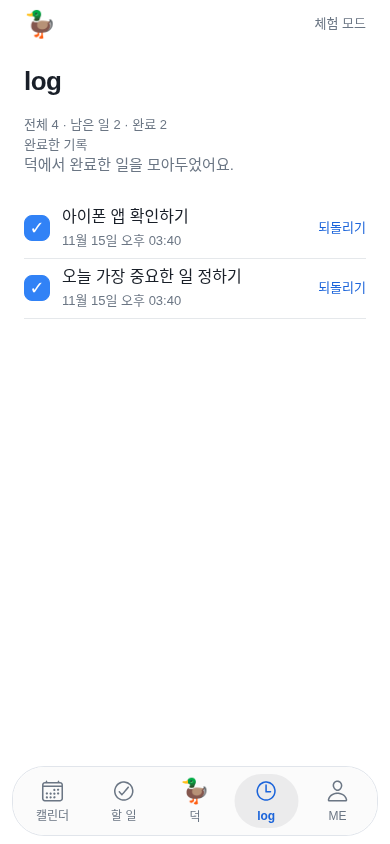 체험 모드
log
전체 4 · 남은 일 2 · 완료 2
완료한 기록
덕에서 완료한 일을 모아두었어요.
아이폰 앱 확인하기
11월 15일 오후 03:40
되돌리기
오늘 가장 중요한 일 정하기
11월 15일 오후 03:40
되돌리기
캘린더
할 일
덕
log
ME